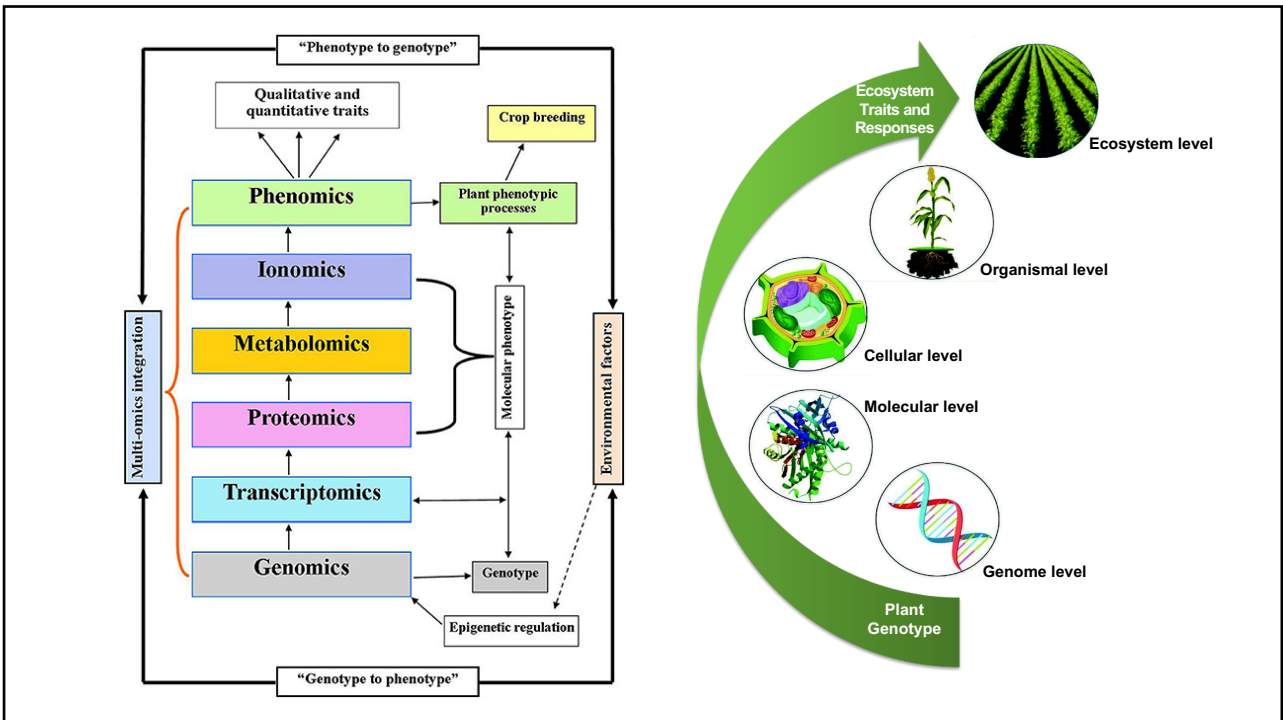 “Phenotype to genotype”
Qualitative and
quantitative traits
Crop breeding
Phenomics
Plant phenotypic
processes
Ionomics
Metabolomics
Proteomics
Transcriptomics
Genomics
Multi-omics integration
Molecular phenotype
Environmental factors
Genotype
Epigenetic regulation
“Genotype to phenotype”
Ecosystem
Traits and
Responses
Ecosystem level
Organismal level
Cellular level
Molecular level
Genome level
Plant
Genotype